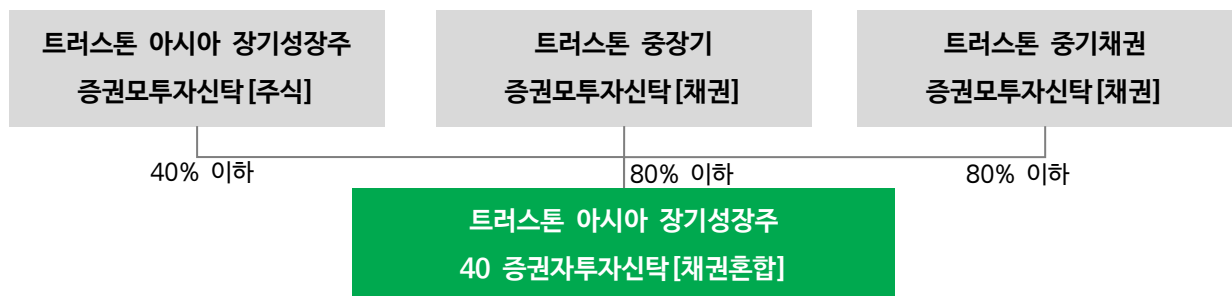 트러스톤 아시아 장기성장주
증권모투자신탁[주식]
트러스톤 중장기
증권모투자신탁[채권]
트러스톤 중기채권
증권모투자신탁[채권]
40% 이하
80% 이하
80% 이하
트러스톤 아시아 장기성장주
40 증권자투자신탁[채권혼합]